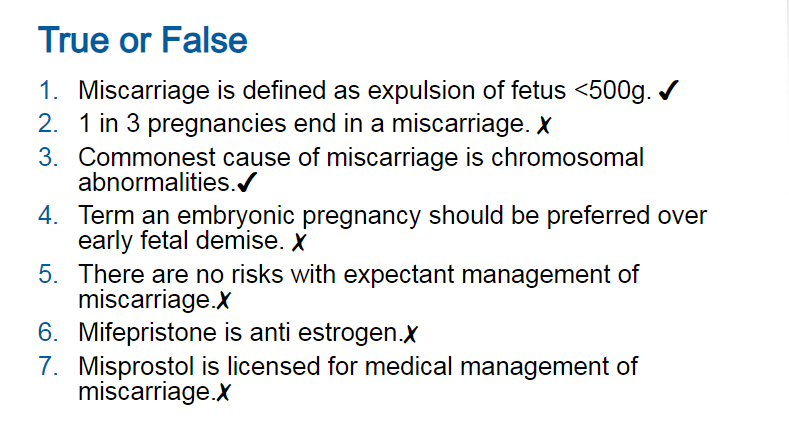 True or False
1. Miscarriage is defined as expulsion of fetus <500g. ✓
2. 1 in 3 pregnancies end in a miscarriage. ✗
3. Commonest cause of miscarriage is chromosomal
abnormalities.✓
4. Term an embryonic pregnancy should be preferred over
early fetal demise. ✗
5. There are no risks with expectant management of
miscarriage.✗
6. Mifepristone is anti estrogen.✗
7. Misprostol is licensed for medical management of
miscarriage.✗